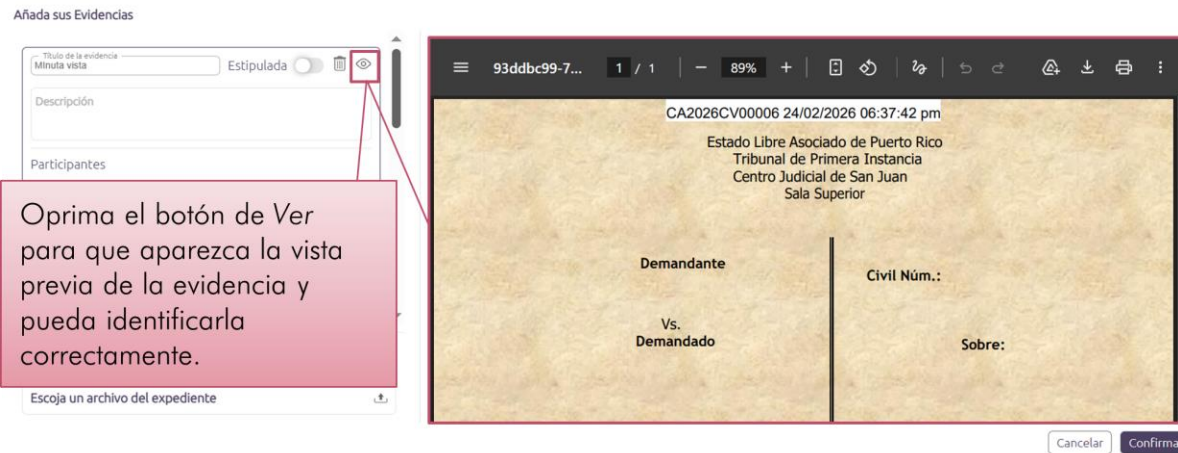 Añada sus Evidencias
Título de la evidencia
Minuta vista
Estipulada
Descripción
Participantes
Oprima el botón de Ver
para que aparezca la vista
previa de la evidencia y
pueda identificarla
correctamente.
Escoja un archivo del expediente
93ddbc99-7... 1 / 1 89%
CA2026CV00006 24/02/2026 06:37:42 pm
Estado Libre Asociado de Puerto Rico
Tribunal de Primera Instancia
Centro Judicial de San Juan
Sala Superior
Demandante
Civil Núm.:
Vs.
Demandado
Sobre:
Cancelar
Confirma